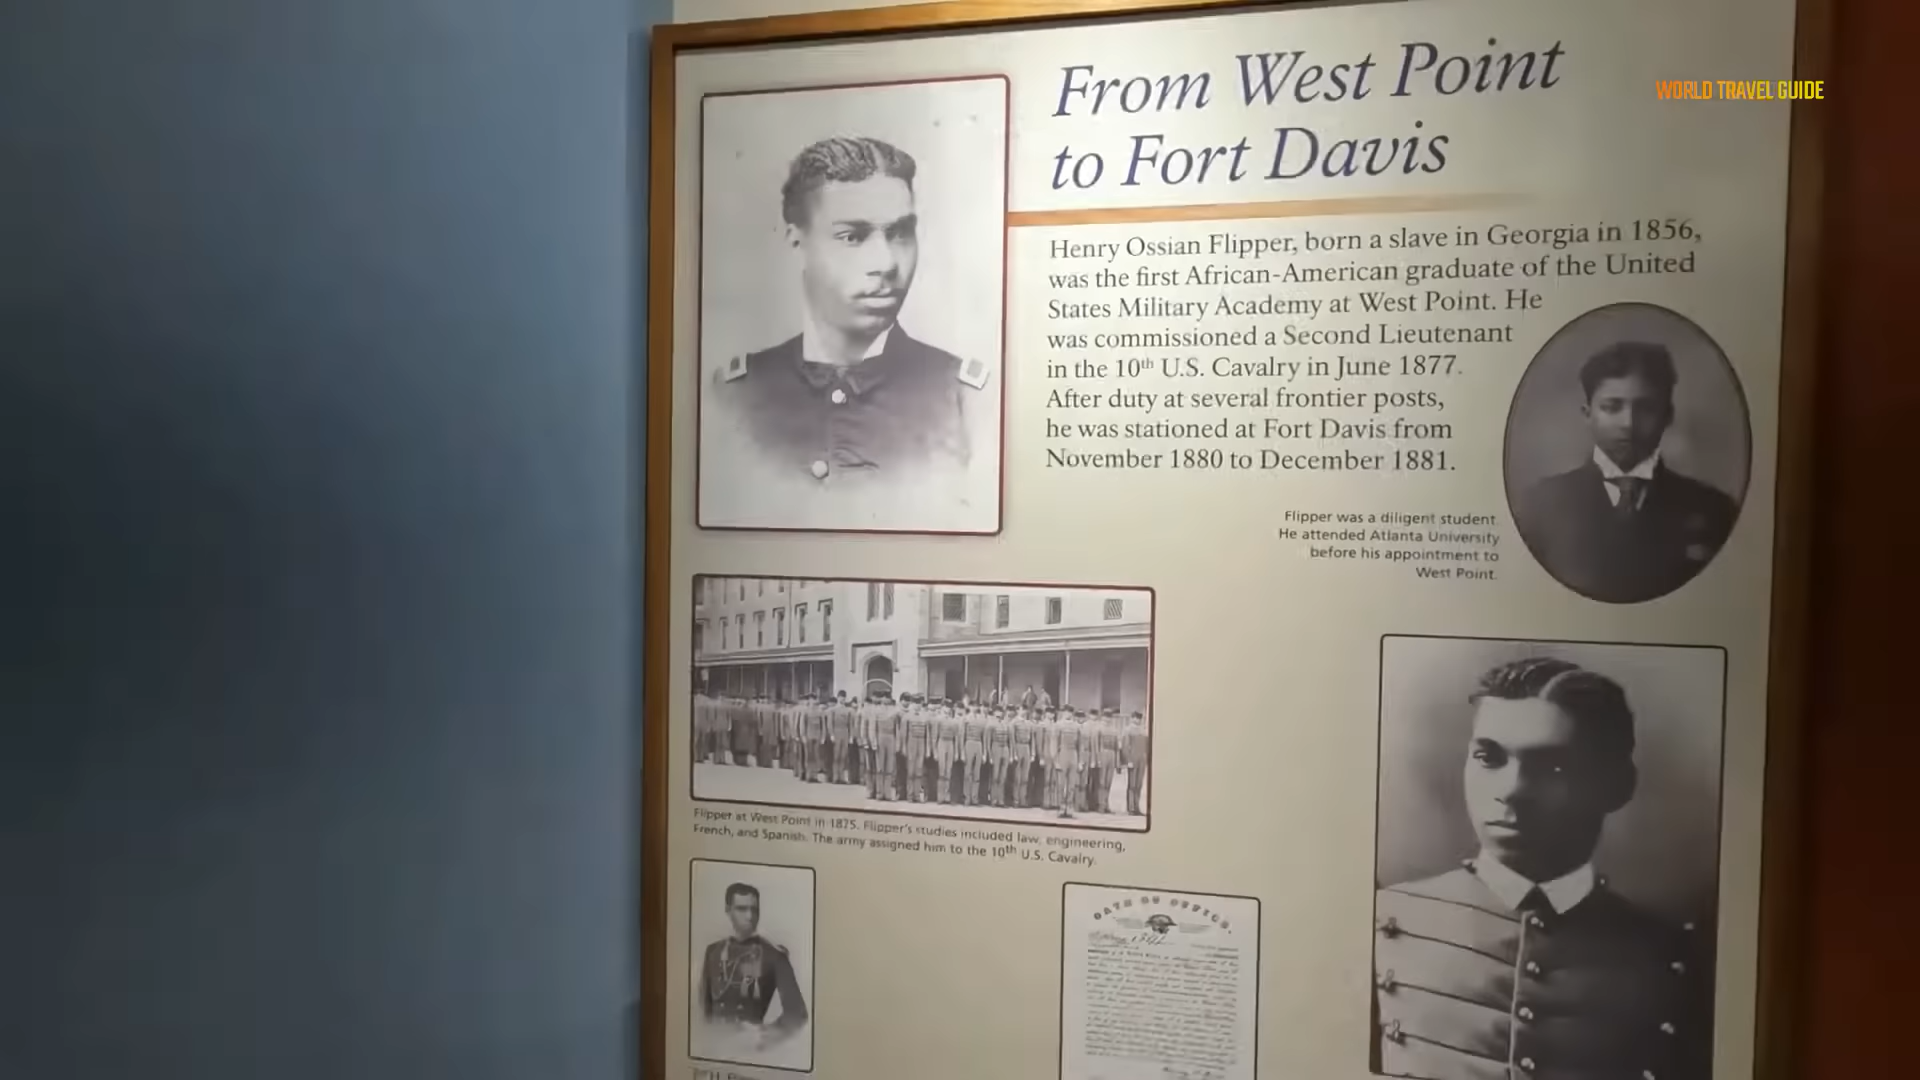 From West Point
to Fort Davis
WORLD TRAVEL GUIDE
Henry Ossian Flipper, born a slave in Georgia in 1856,
was the first African-American graduate of the United
States Military Academy at West Point. He
was commissioned a Second Lieutenant
in the 10th U.S. Cavalry in June 1877.
After duty at several frontier posts,
he was stationed at Fort Davis from
November 1880 to December 1881.
Flipper was a diligent student.
He attended Atlanta University
before his appointment to
West Point.
Flipper at West Point in 1875. Flipper's studies included law, engineering,
French, and Spanish. The army assigned him to the 10th U.S. Cavalry.
OATH OF OFFICE.